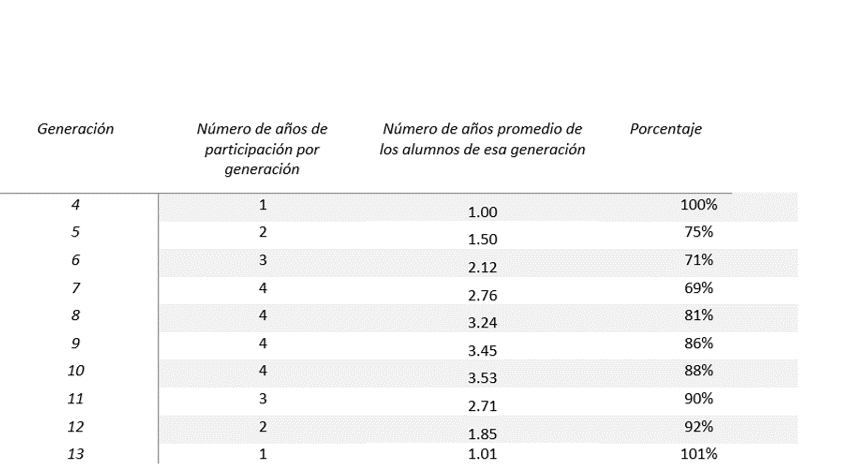 Generación Número de años de participación por generación Número de años promedio de los alumnos de esa generación Porcentaje
4 1 1.00 100%
5 2 1.50 75%
6 3 2.12 71%
7 4 2.76 69%
8 4 3.24 81%
9 4 3.45 86%
10 4 3.53 88%
11 3 2.71 90%
12 2 1.85 92%
13 1 1.01 101%